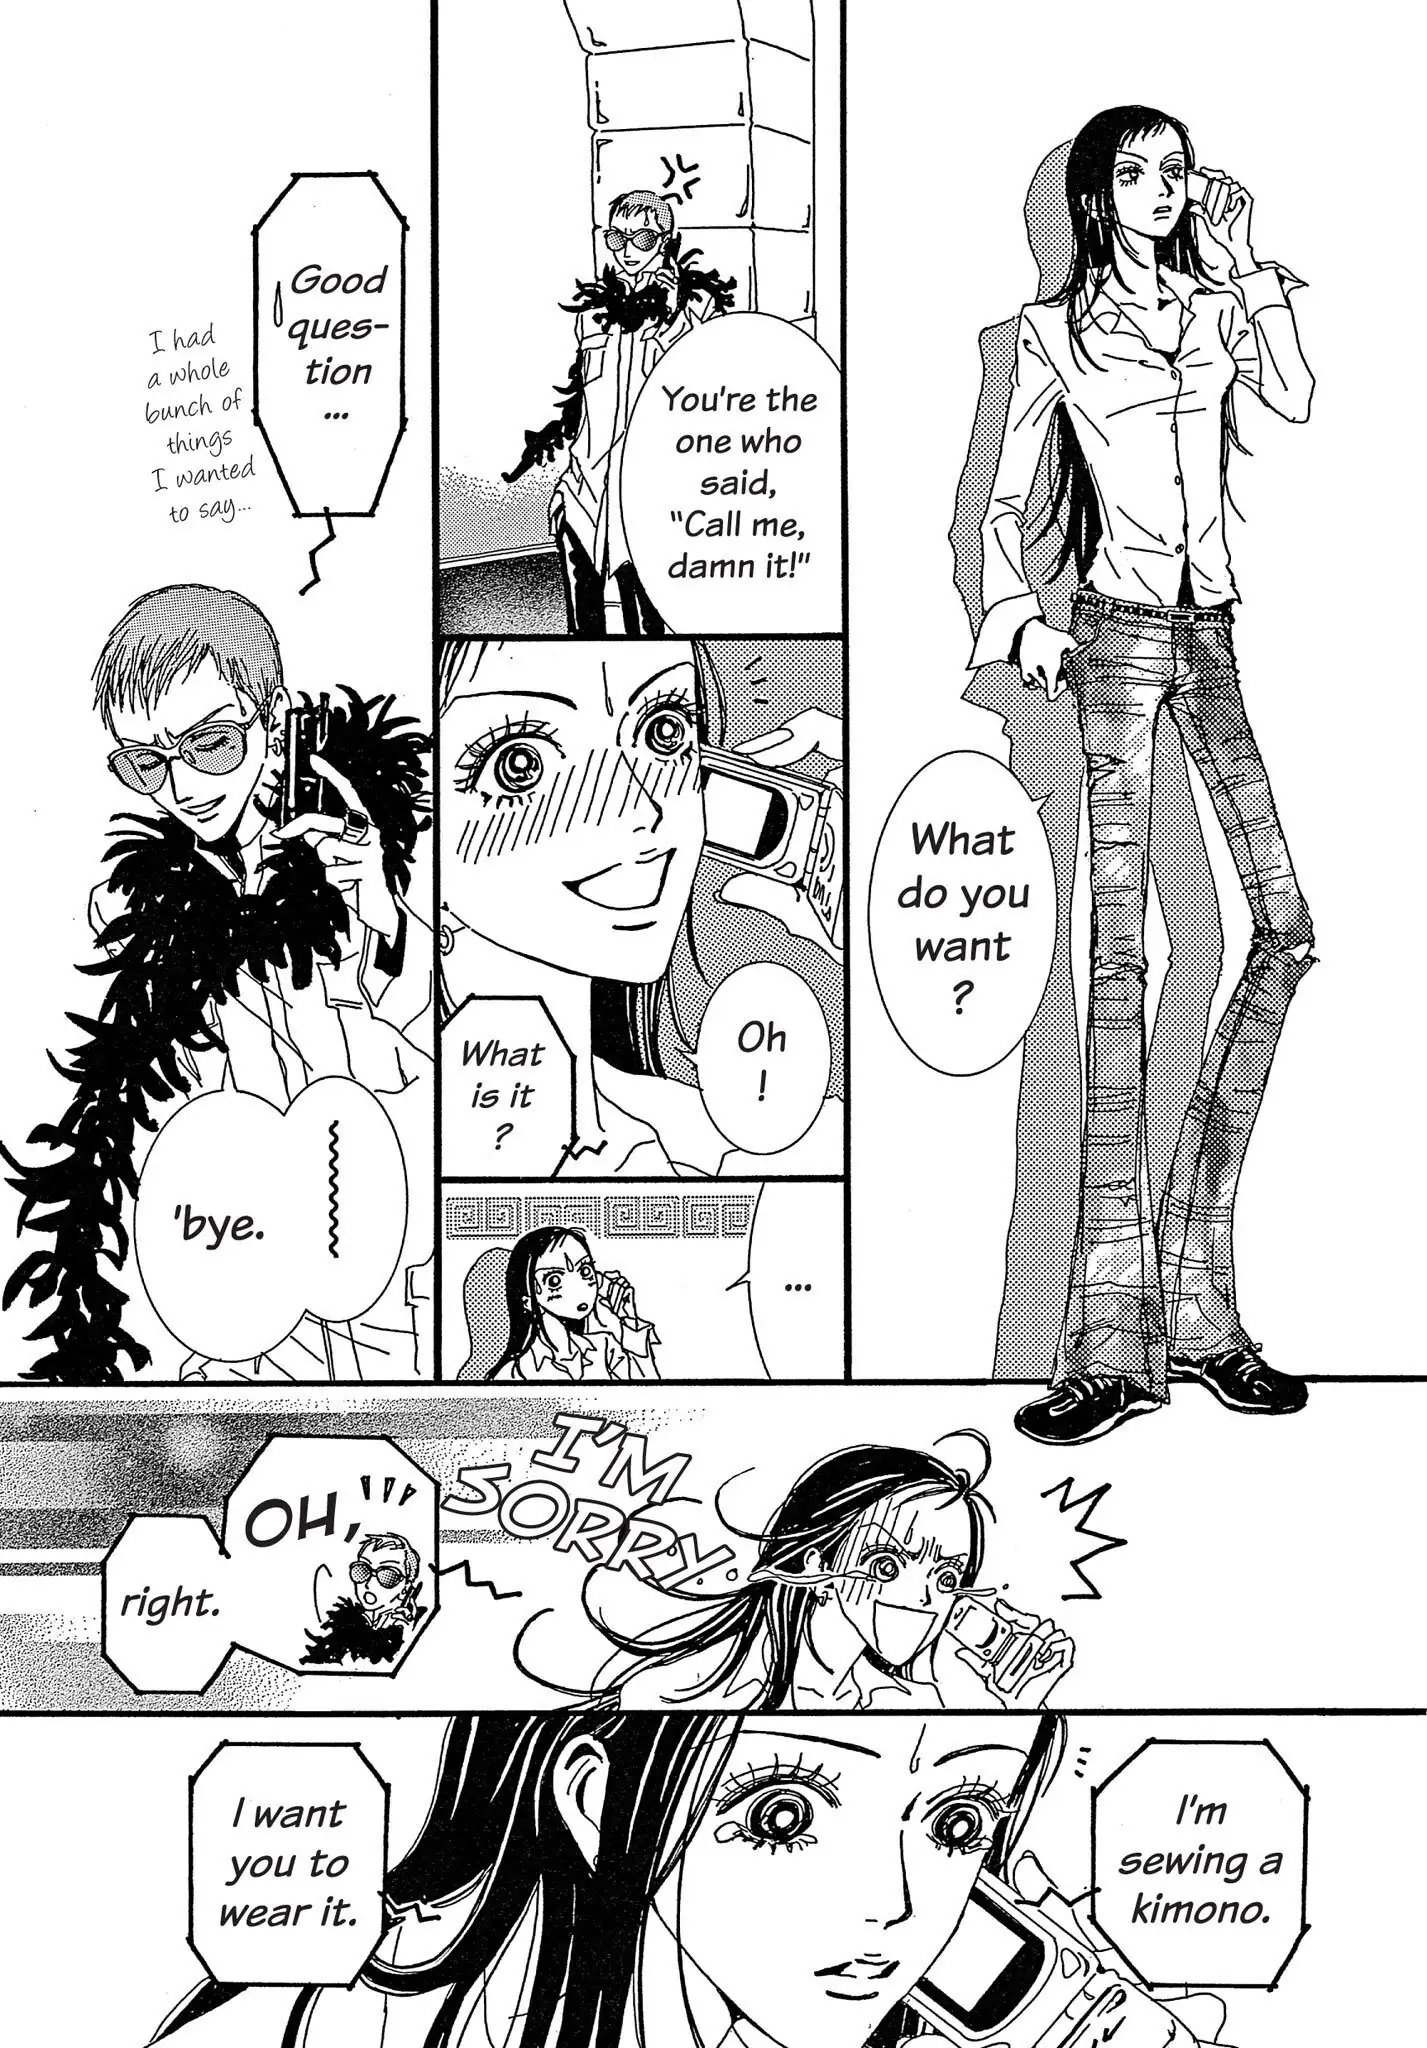 What
do you
want
?
You're the
one who
said,
"Call me,
damn it!"
Oh
!
What
is it
?
...
Good
ques-
tion
...
I had
a whole
bunch of
things
I wanted
to say...
'bye.
I'M
SORRY.
OH,
right.
I'm
sewing a
kimono.
I want
you to
wear it.